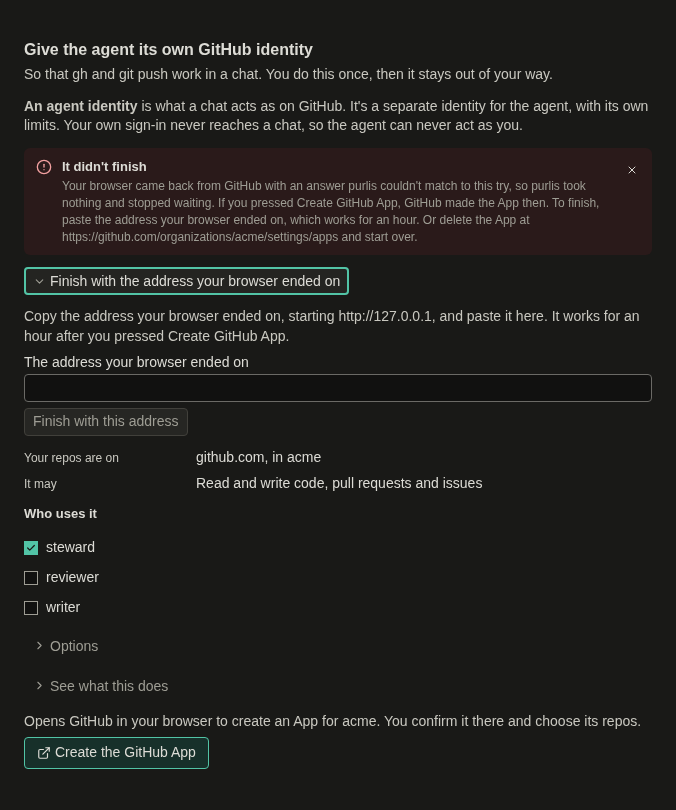 Give the agent its own GitHub identity
So that gh and git push work in a chat. You do this once, then it stays out of your way.
An agent identity is what a chat acts as on GitHub. It's a separate identity for the agent, with its own
limits. Your own sign-in never reaches a chat, so the agent can never act as you.
It didn't finish
Your browser came back from GitHub with an answer purlis couldn't match to this try, so purlis took
nothing and stopped waiting. If you pressed Create GitHub App, GitHub made the App then. To finish,
paste the address your browser ended on, which works for an hour. Or delete the App at
https://github.com/organizations/acme/settings/apps and start over.
Finish with the address your browser ended on
Copy the address your browser ended on, starting http://127.0.0.1, and paste it here. It works for an
hour after you pressed Create GitHub App.
The address your browser ended on
Finish with this address
Your repos are on github.com, in acme
It may Read and write code, pull requests and issues
Who uses it
steward
reviewer
writer
Options
See what this does
Opens GitHub in your browser to create an App for acme. You confirm it there and choose its repos.
Create the GitHub App